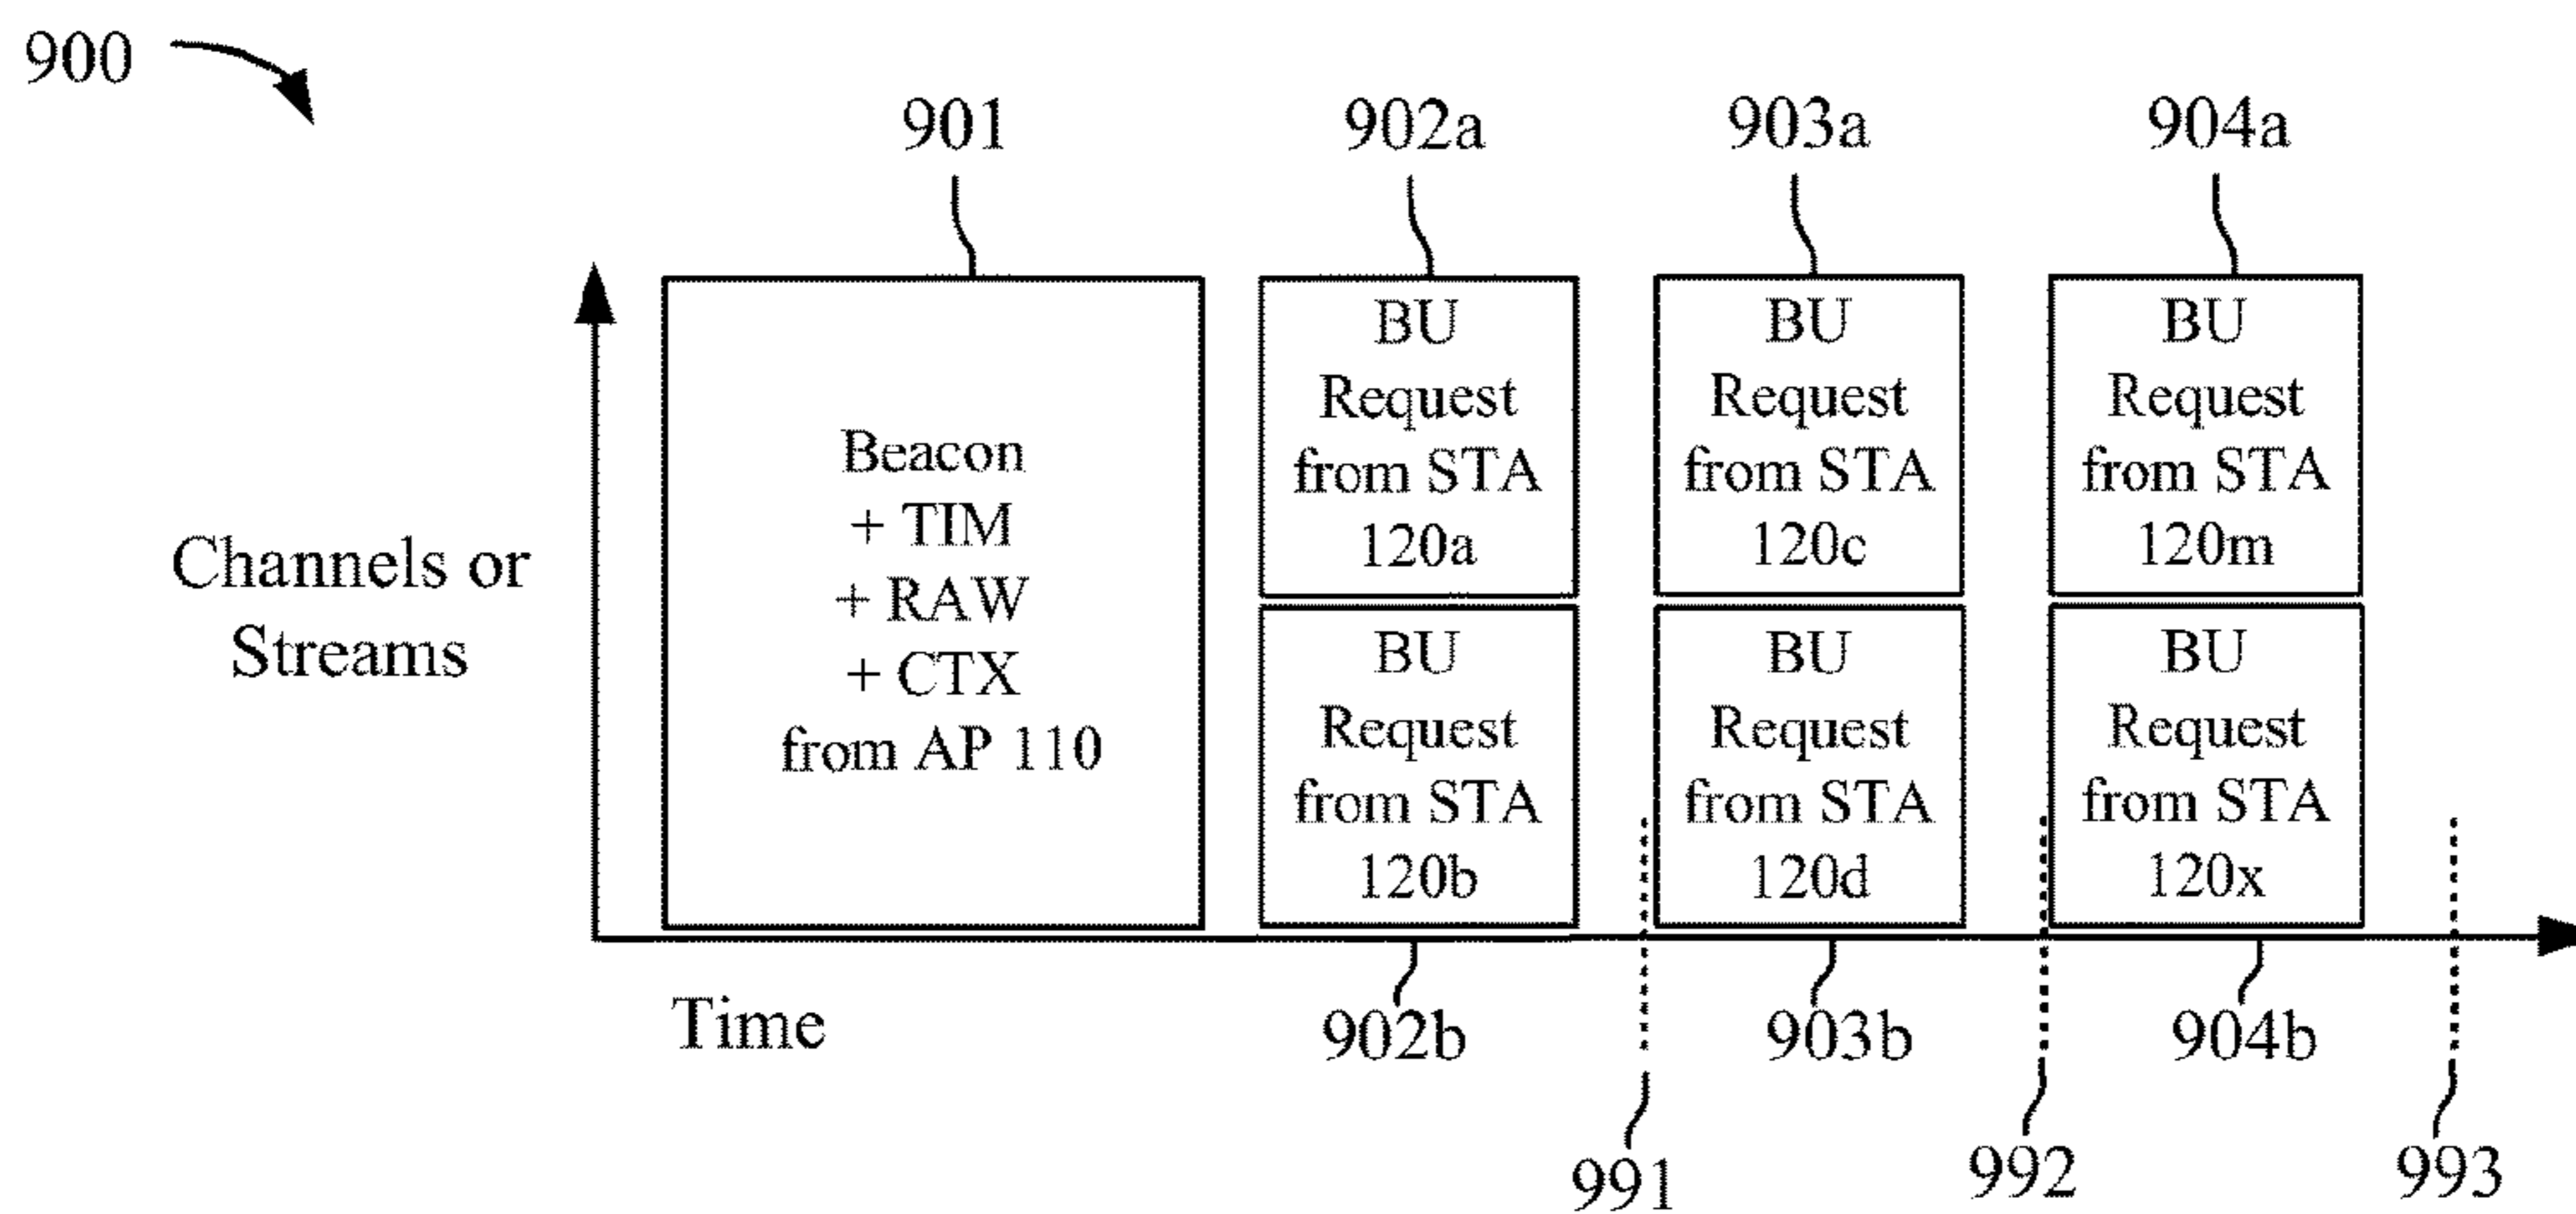 900
901
902a
903a
904a
Channels or
Streams
Beacon
+ TIM
+ RAW
+ CTX
from AP 110
BU
Request
from STA
120a
BU
Request
from STA
120c
BU
Request
from STA
120m
BU
Request
from STA
120b
BU
Request
from STA
120d
BU
Request
from STA
120x
Time
902b
903b
904b
991
992
993